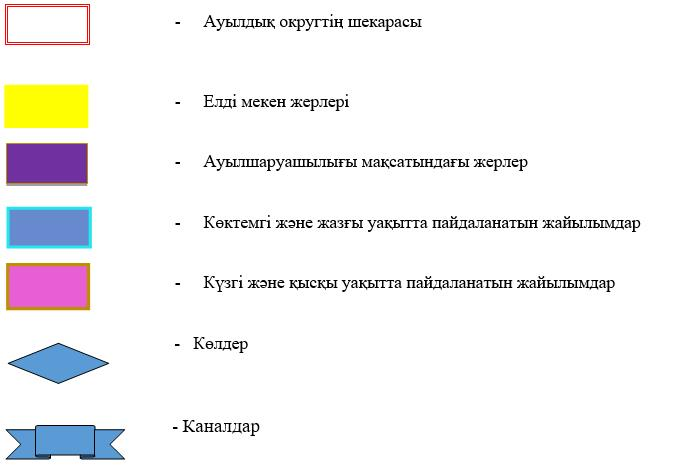 - Ауылдық округтің шекарасы
- Елді мекен жерлері
- Ауылшаруашылығы мақсатындағы жерлер
- Көктемгі және жазғы уақытта пайдаланатын жайылымдар
- Күзгі және қысқы уақытта пайдаланатын жайылымдар
- Көлдер
- Каналдар